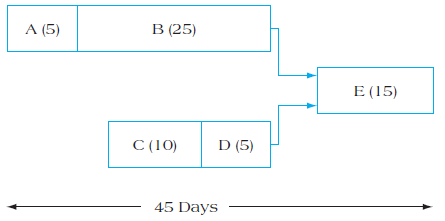 A (5) B (25)
E (15)
C (10) D (5)
45 Days